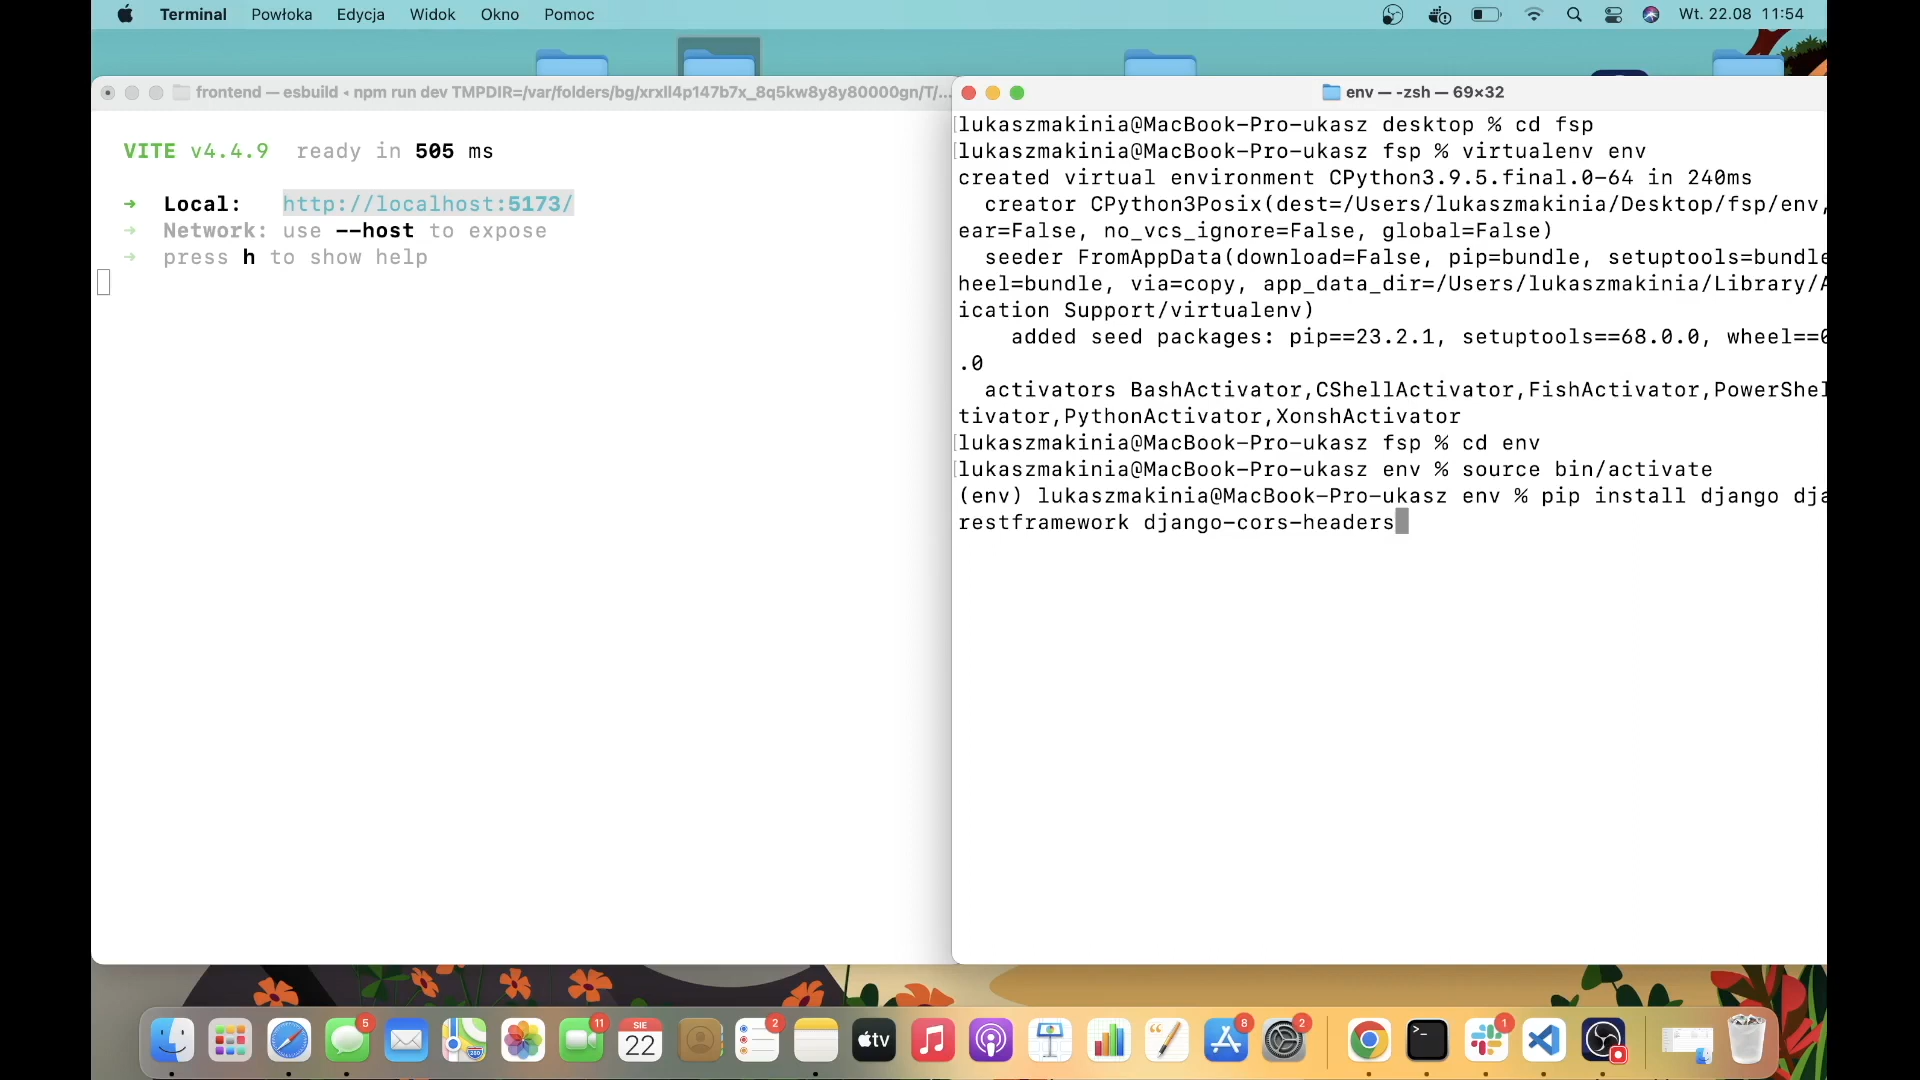 Terminal Powłoka Edycja Widok Okno Pomoc Wt. 22.08 11:54
frontend — esbuild ◂ npm run dev TMPDIR=/var/folders/bg/xrxll4p147b7x_8q5kw8y8y80000gn/T/...
VITE v4.4.9 ready in 505 ms
➜ Local: http://localhost:5173/
➜ Network: use --host to expose
➜ press h to show help
env — -zsh — 69×32
lukaszmakinia@MacBook-Pro-ukasz desktop % cd fsp
lukaszmakinia@MacBook-Pro-ukasz fsp % virtualenv env
created virtual environment CPython3.9.5.final.0-64 in 240ms
creator CPython3Posix(dest=/Users/lukaszmakinia/Desktop/fsp/env,
ear=False, no_vcs_ignore=False, global=False)
seeder FromAppData(download=False, pip=bundle, setuptools=bundle
heel=bundle, via=copy, app_data_dir=/Users/lukaszmakinia/Library/A
ication Support/virtualenv)
added seed packages: pip==23.2.1, setuptools==68.0.0, wheel==0
.0
activators BashActivator,CShellActivator,FishActivator,PowerShel
tivator,PythonActivator,XonshActivator
lukaszmakinia@MacBook-Pro-ukasz fsp % cd env
lukaszmakinia@MacBook-Pro-ukasz env % source bin/activate
(env) lukaszmakinia@MacBook-Pro-ukasz env % pip install django dja
restframework django-cors-headers
5 11 SIE 22 2 tv 8 2 >_ 1